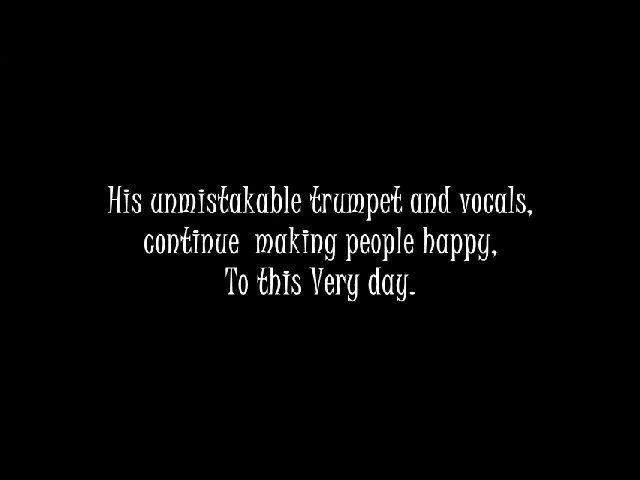 His unmistakable trumpet and vocals,
continue making people happy,
To this Very day.